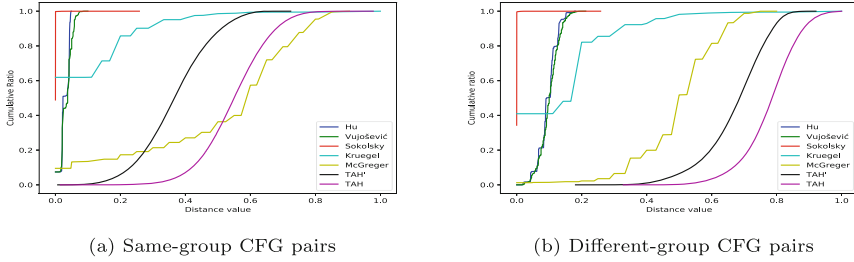 1.0
0.8
0.6
0.4
0.2
0.0
Cumulative Ratio
0.0 0.2 0.4 0.6 0.8 1.0
Distance value
Hu
Vujošević
Sokolsky
Kruegel
McGreger
TAH'
TAH
(a) Same-group CFG pairs
1.0
0.8
0.6
0.4
0.2
0.0
Cumulative Ratio
0.0 0.2 0.4 0.6 0.8 1.0
Distance value
Hu
Vujošević
Sokolsky
Kruegel
McGreger
TAH'
TAH
(b) Different-group CFG pairs